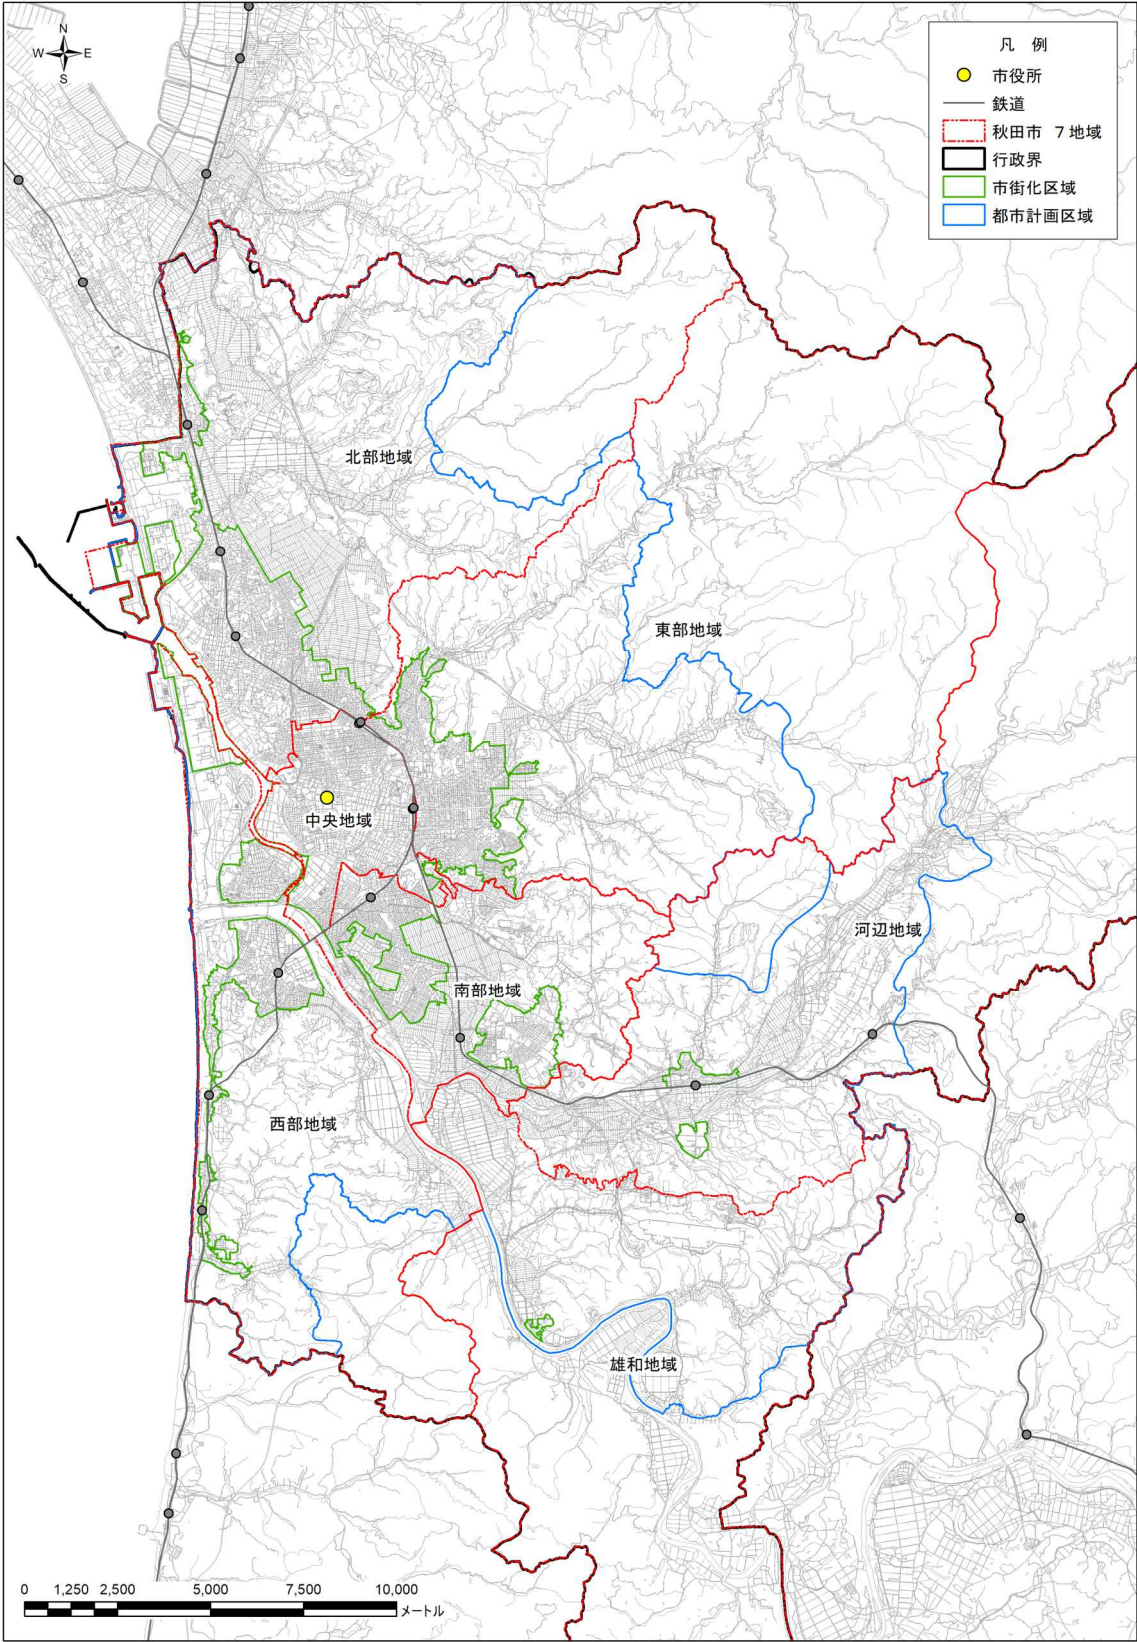 N
W E
S
凡 例
市役所
鉄道
秋田市 7地域
行政界
市街化区域
都市計画区域
北部地域
東部地域
中央地域
河辺地域
南部地域
西部地域
雄和地域
0 1,250 2,500 5,000 7,500 10,000
メートル